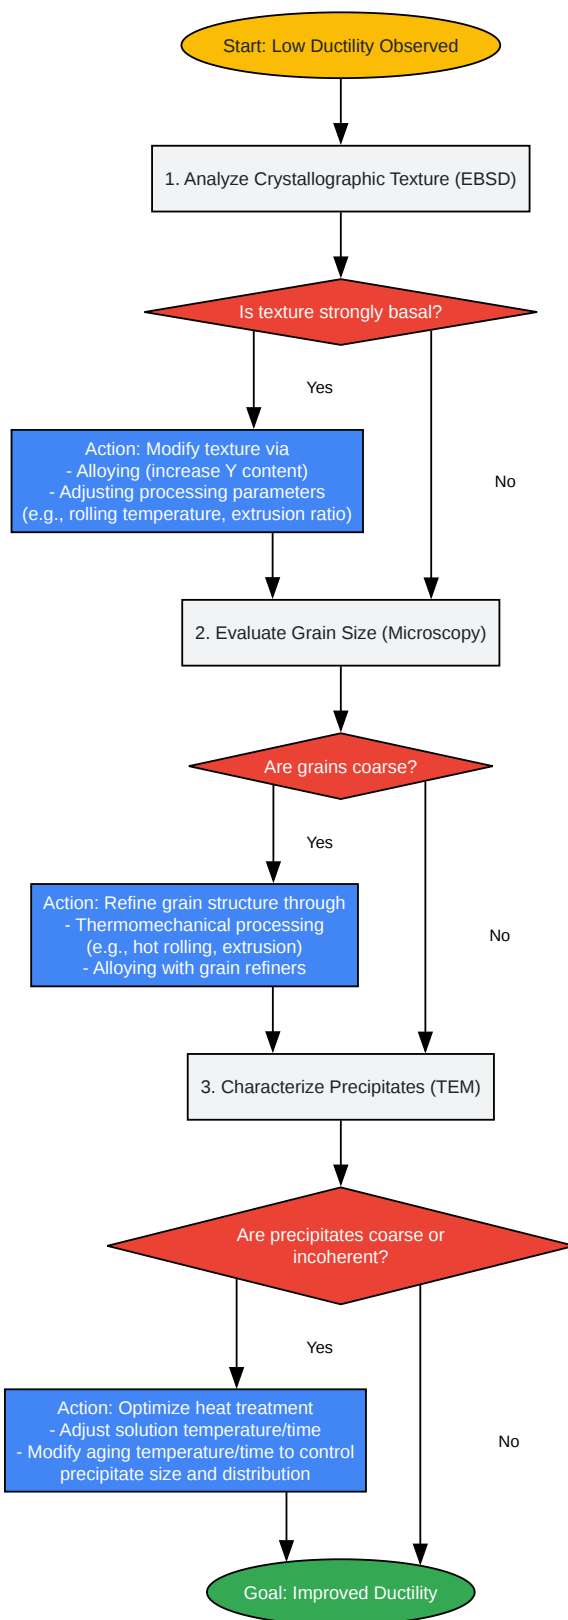 Start: Low Ductility Observed
1. Analyze Crystallographic Texture (EBSD)
Is texture strongly basal?
Yes
Action: Modify texture via
- Alloying (increase Y content)
- Adjusting processing parameters
(e.g., rolling temperature, extrusion ratio)
No
2. Evaluate Grain Size (Microscopy)
Are grains coarse?
Yes
Action: Refine grain structure through
- Thermomechanical processing
(e.g., hot rolling, extrusion)
- Alloying with grain refiners
No
3. Characterize Precipitates (TEM)
Are precipitates coarse or
incoherent?
Yes
Action: Optimize heat treatment
- Adjust solution temperature/time
- Modify aging temperature/time to control
precipitate size and distribution
No
Goal: Improved Ductility